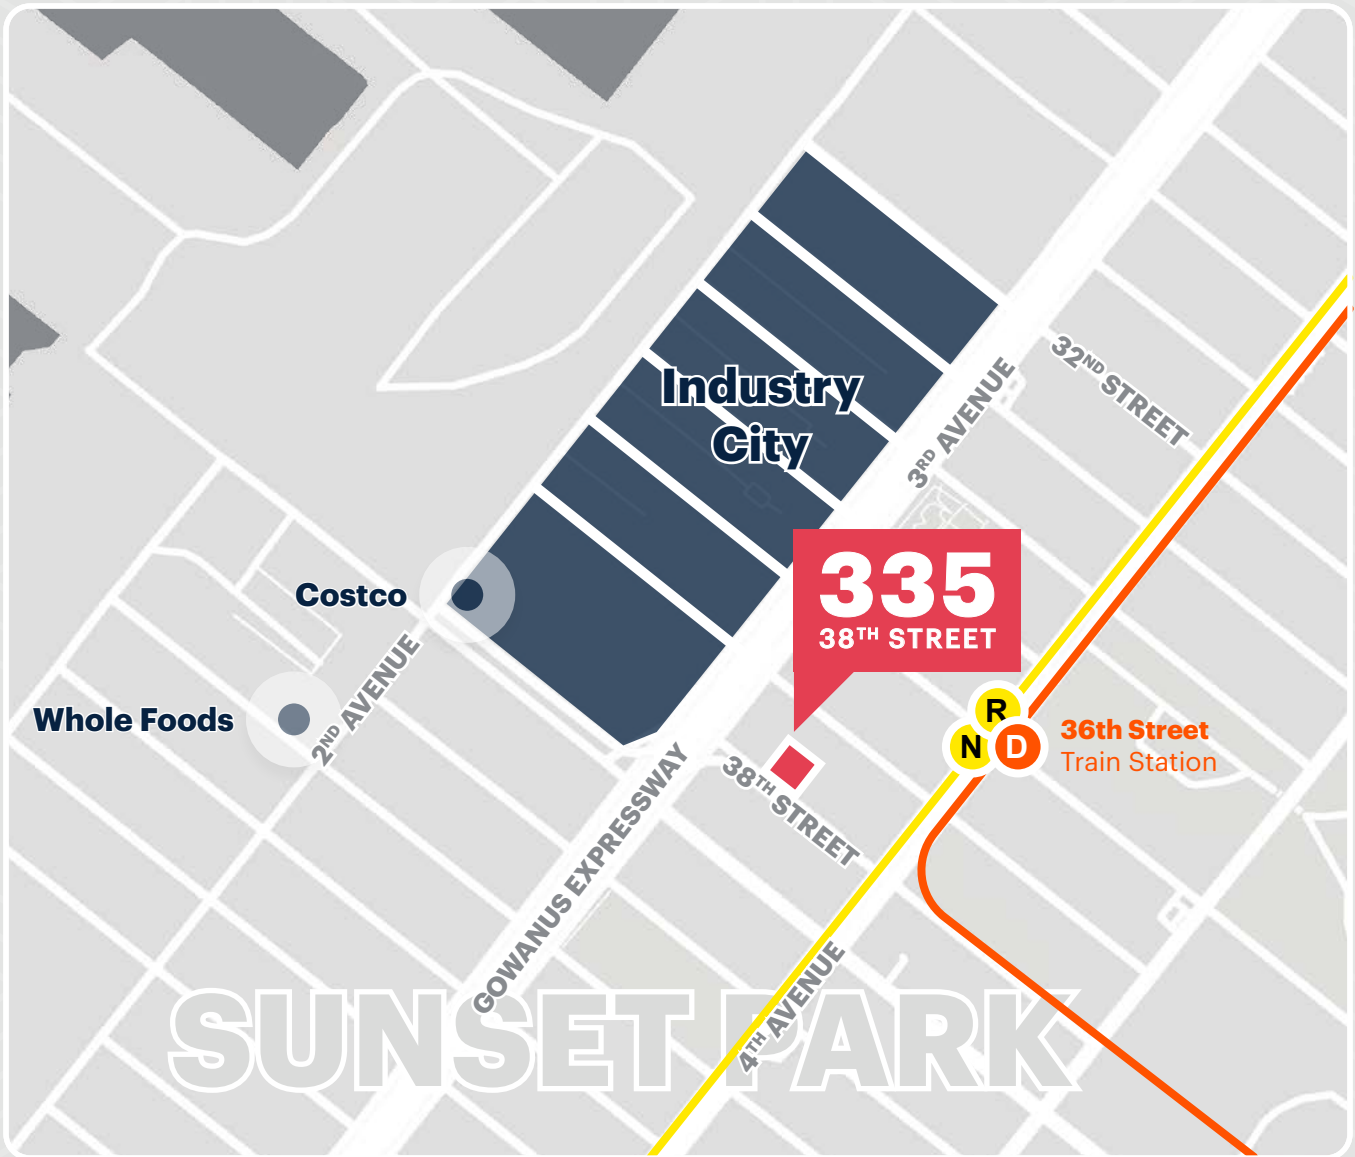 Industry
City
32ND STREET
3RD AVENUE
335
38TH STREET
Costco
2ND AVENUE
Whole Foods
R
N
D
36th Street
Train Station
38TH STREET
GOWANUS EXPRESSWAY
4TH AVENUE
SUNSET PARK